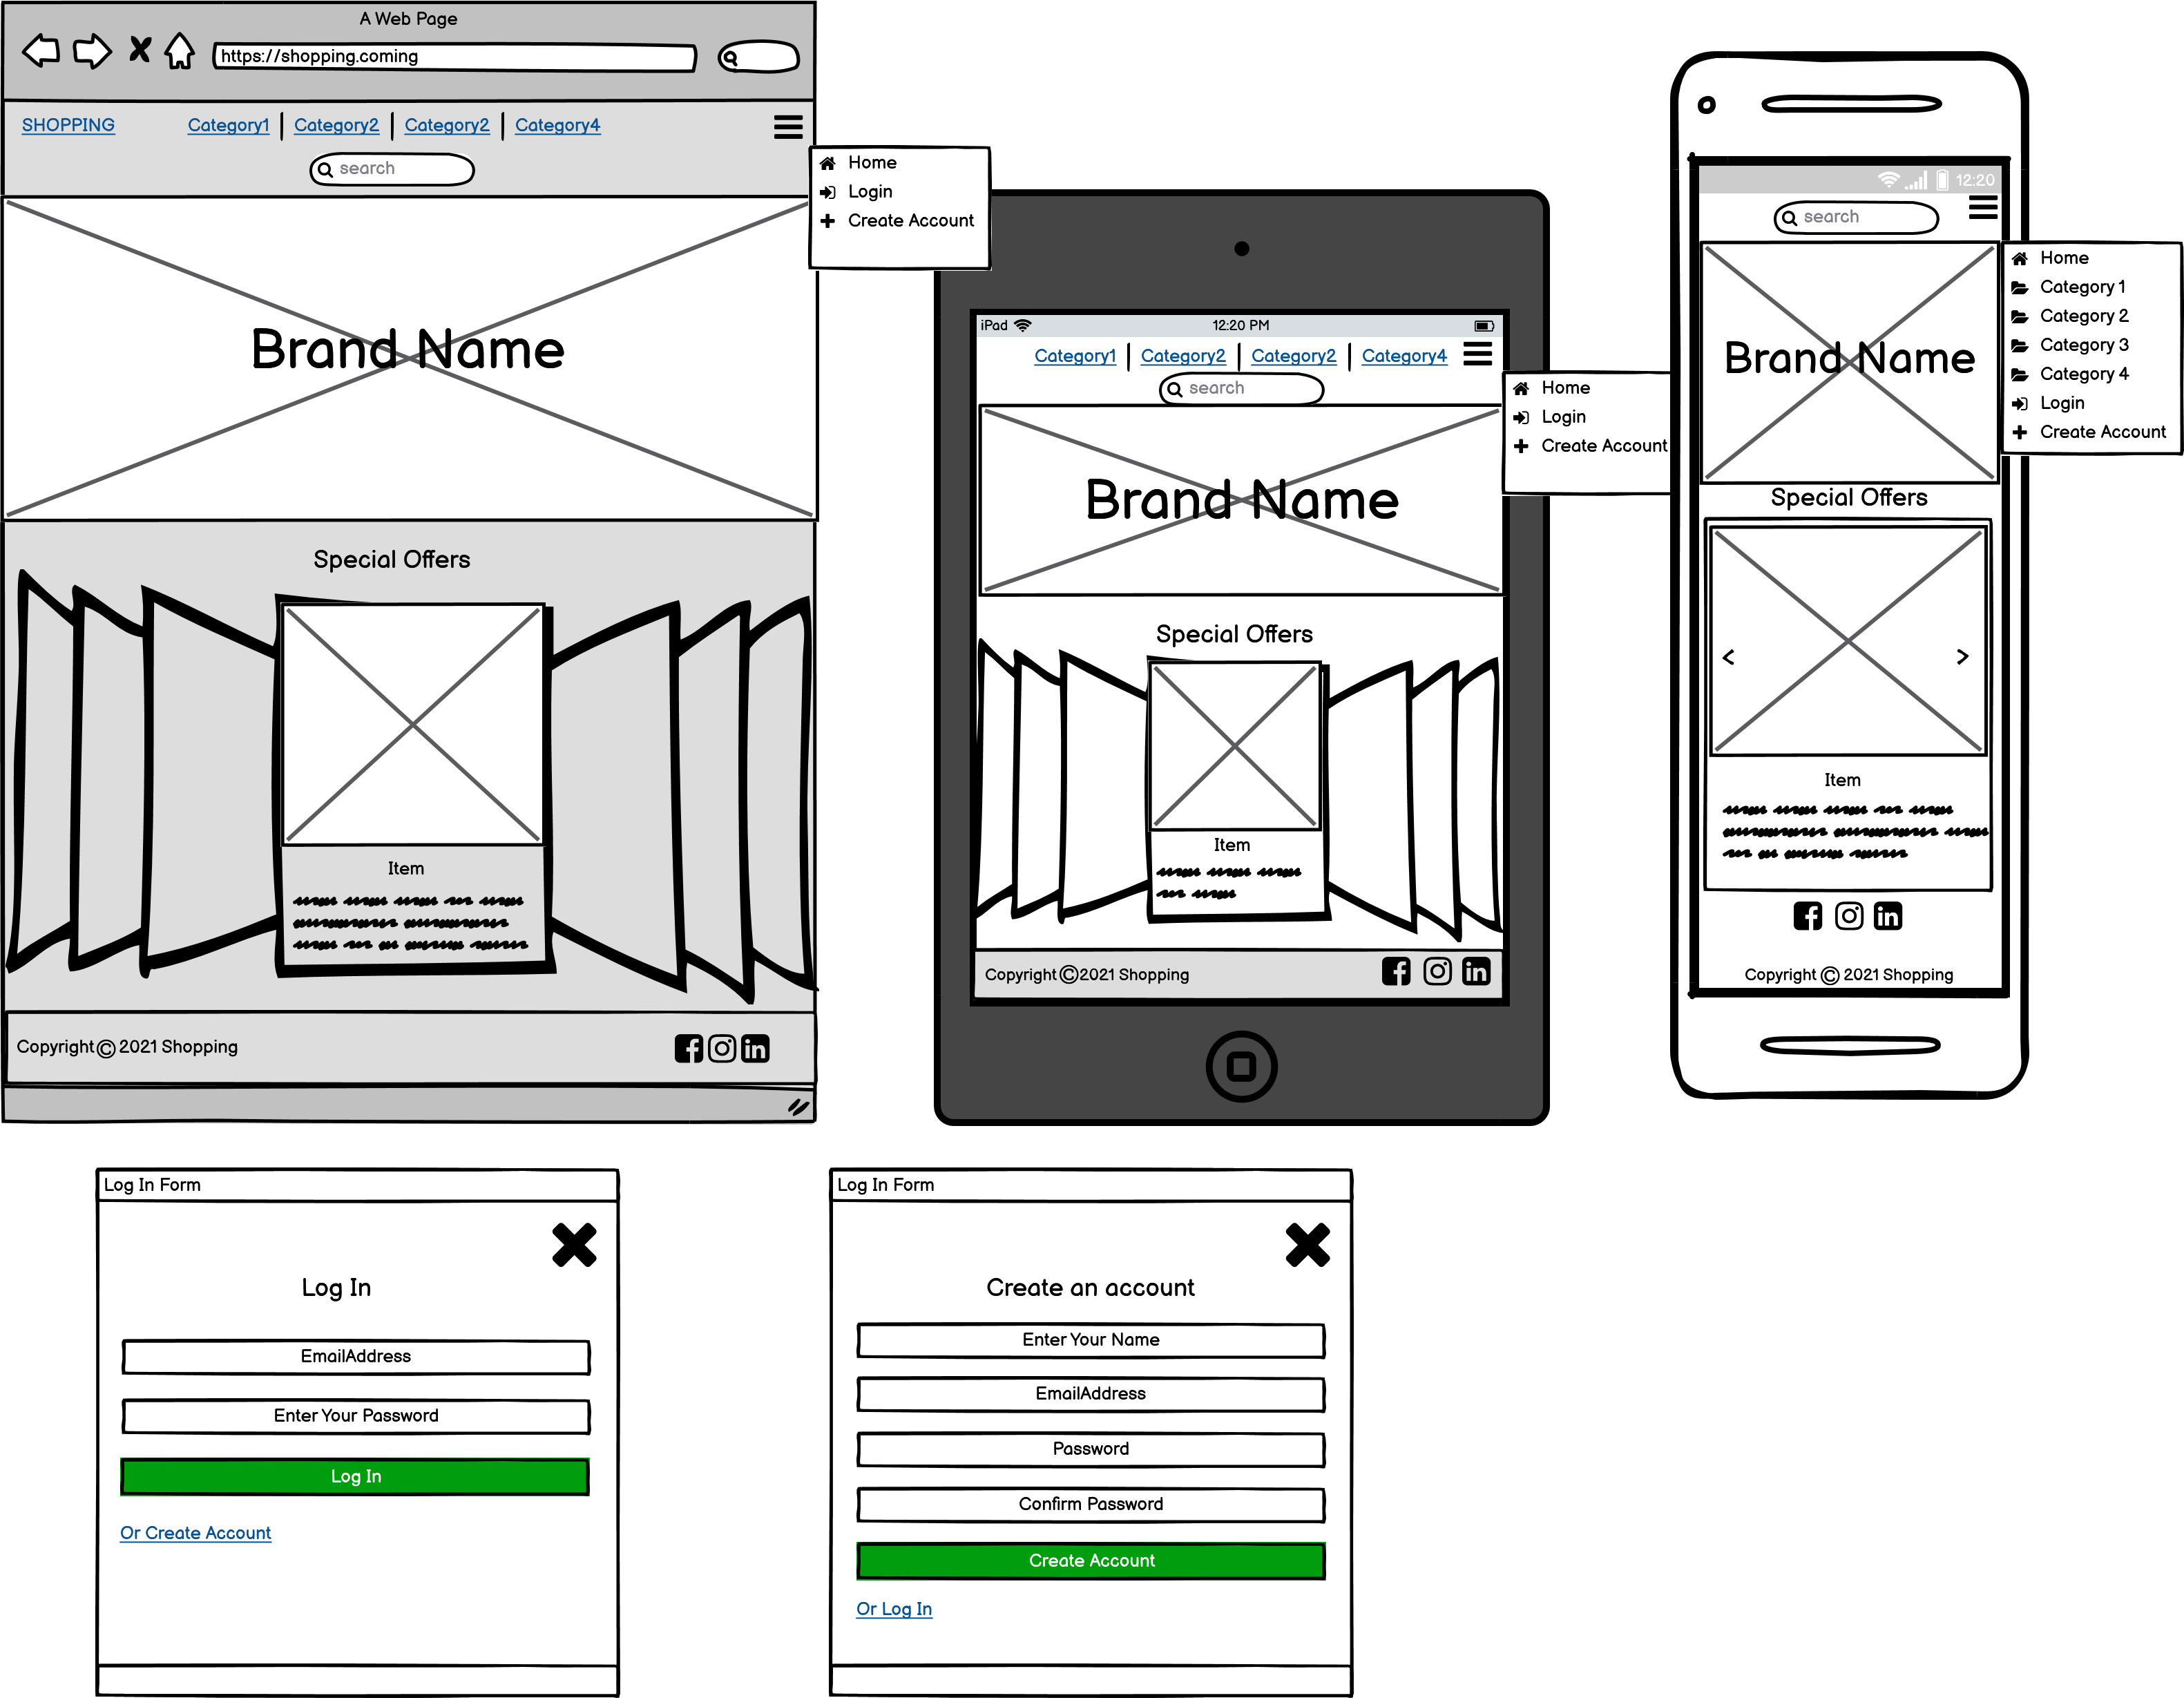 A Web Page
https://shopping.coming
SHOPPING Category1 Category2 Category2 Category4
search
Home
Login
Create Account
Brand Name
Special Offers
Item
Copyright © 2021 Shopping
iPad 12:20 PM
Category1 Category2 Category2 Category4
search
Home
Login
Create Account
Brand Name
Special Offers
Item
Copyright © 2021 Shopping
12:20
search
Home
Category 1
Category 2
Category 3
Category 4
Login
Create Account
Brand Name
Special Offers
< >
Item
Copyright © 2021 Shopping
Log In Form
Log In
EmailAddress
Enter Your Password
Log In
Or Create Account
Log In Form
Create an account
Enter Your Name
EmailAddress
Password
Confirm Password
Create Account
Or Log In